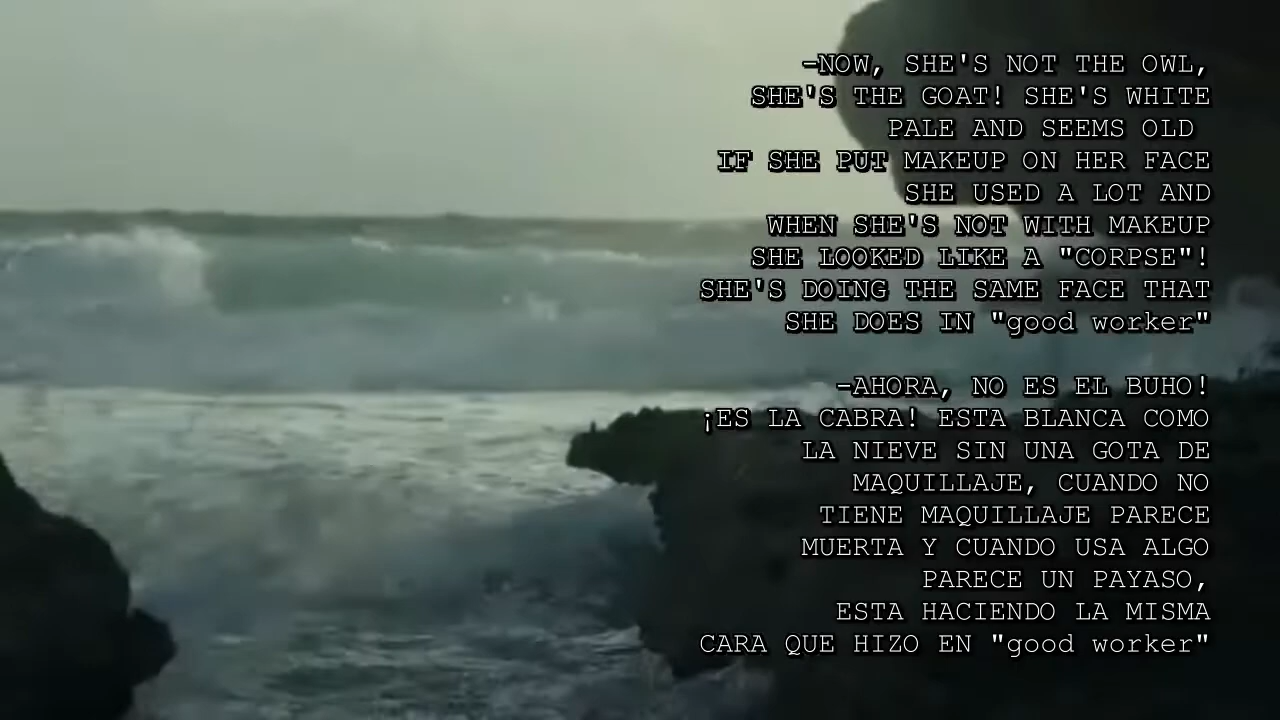 -NOW, SHE'S NOT THE OWL,
SHE'S THE GOAT! SHE'S WHITE
PALE AND SEEMS OLD
IF SHE PUT MAKEUP ON HER FACE
SHE USED A LOT AND
WHEN SHE'S NOT WITH MAKEUP
SHE LOOKED LIKE A "CORPSE"!
SHE'S DOING THE SAME FACE THAT
SHE DOES IN "good worker"
-AHORA, NO ES EL BUHO!
¡ES LA CABRA! ESTA BLANCA COMO
LA NIEVE SIN UNA GOTA DE
MAQUILLAJE, CUANDO NO
TIENE MAQUILLAJE PARECE
MUERTA Y CUANDO USA ALGO
PARECE UN PAYASO,
ESTA HACIENDO LA MISMA
CARA QUE HIZO EN "good worker"